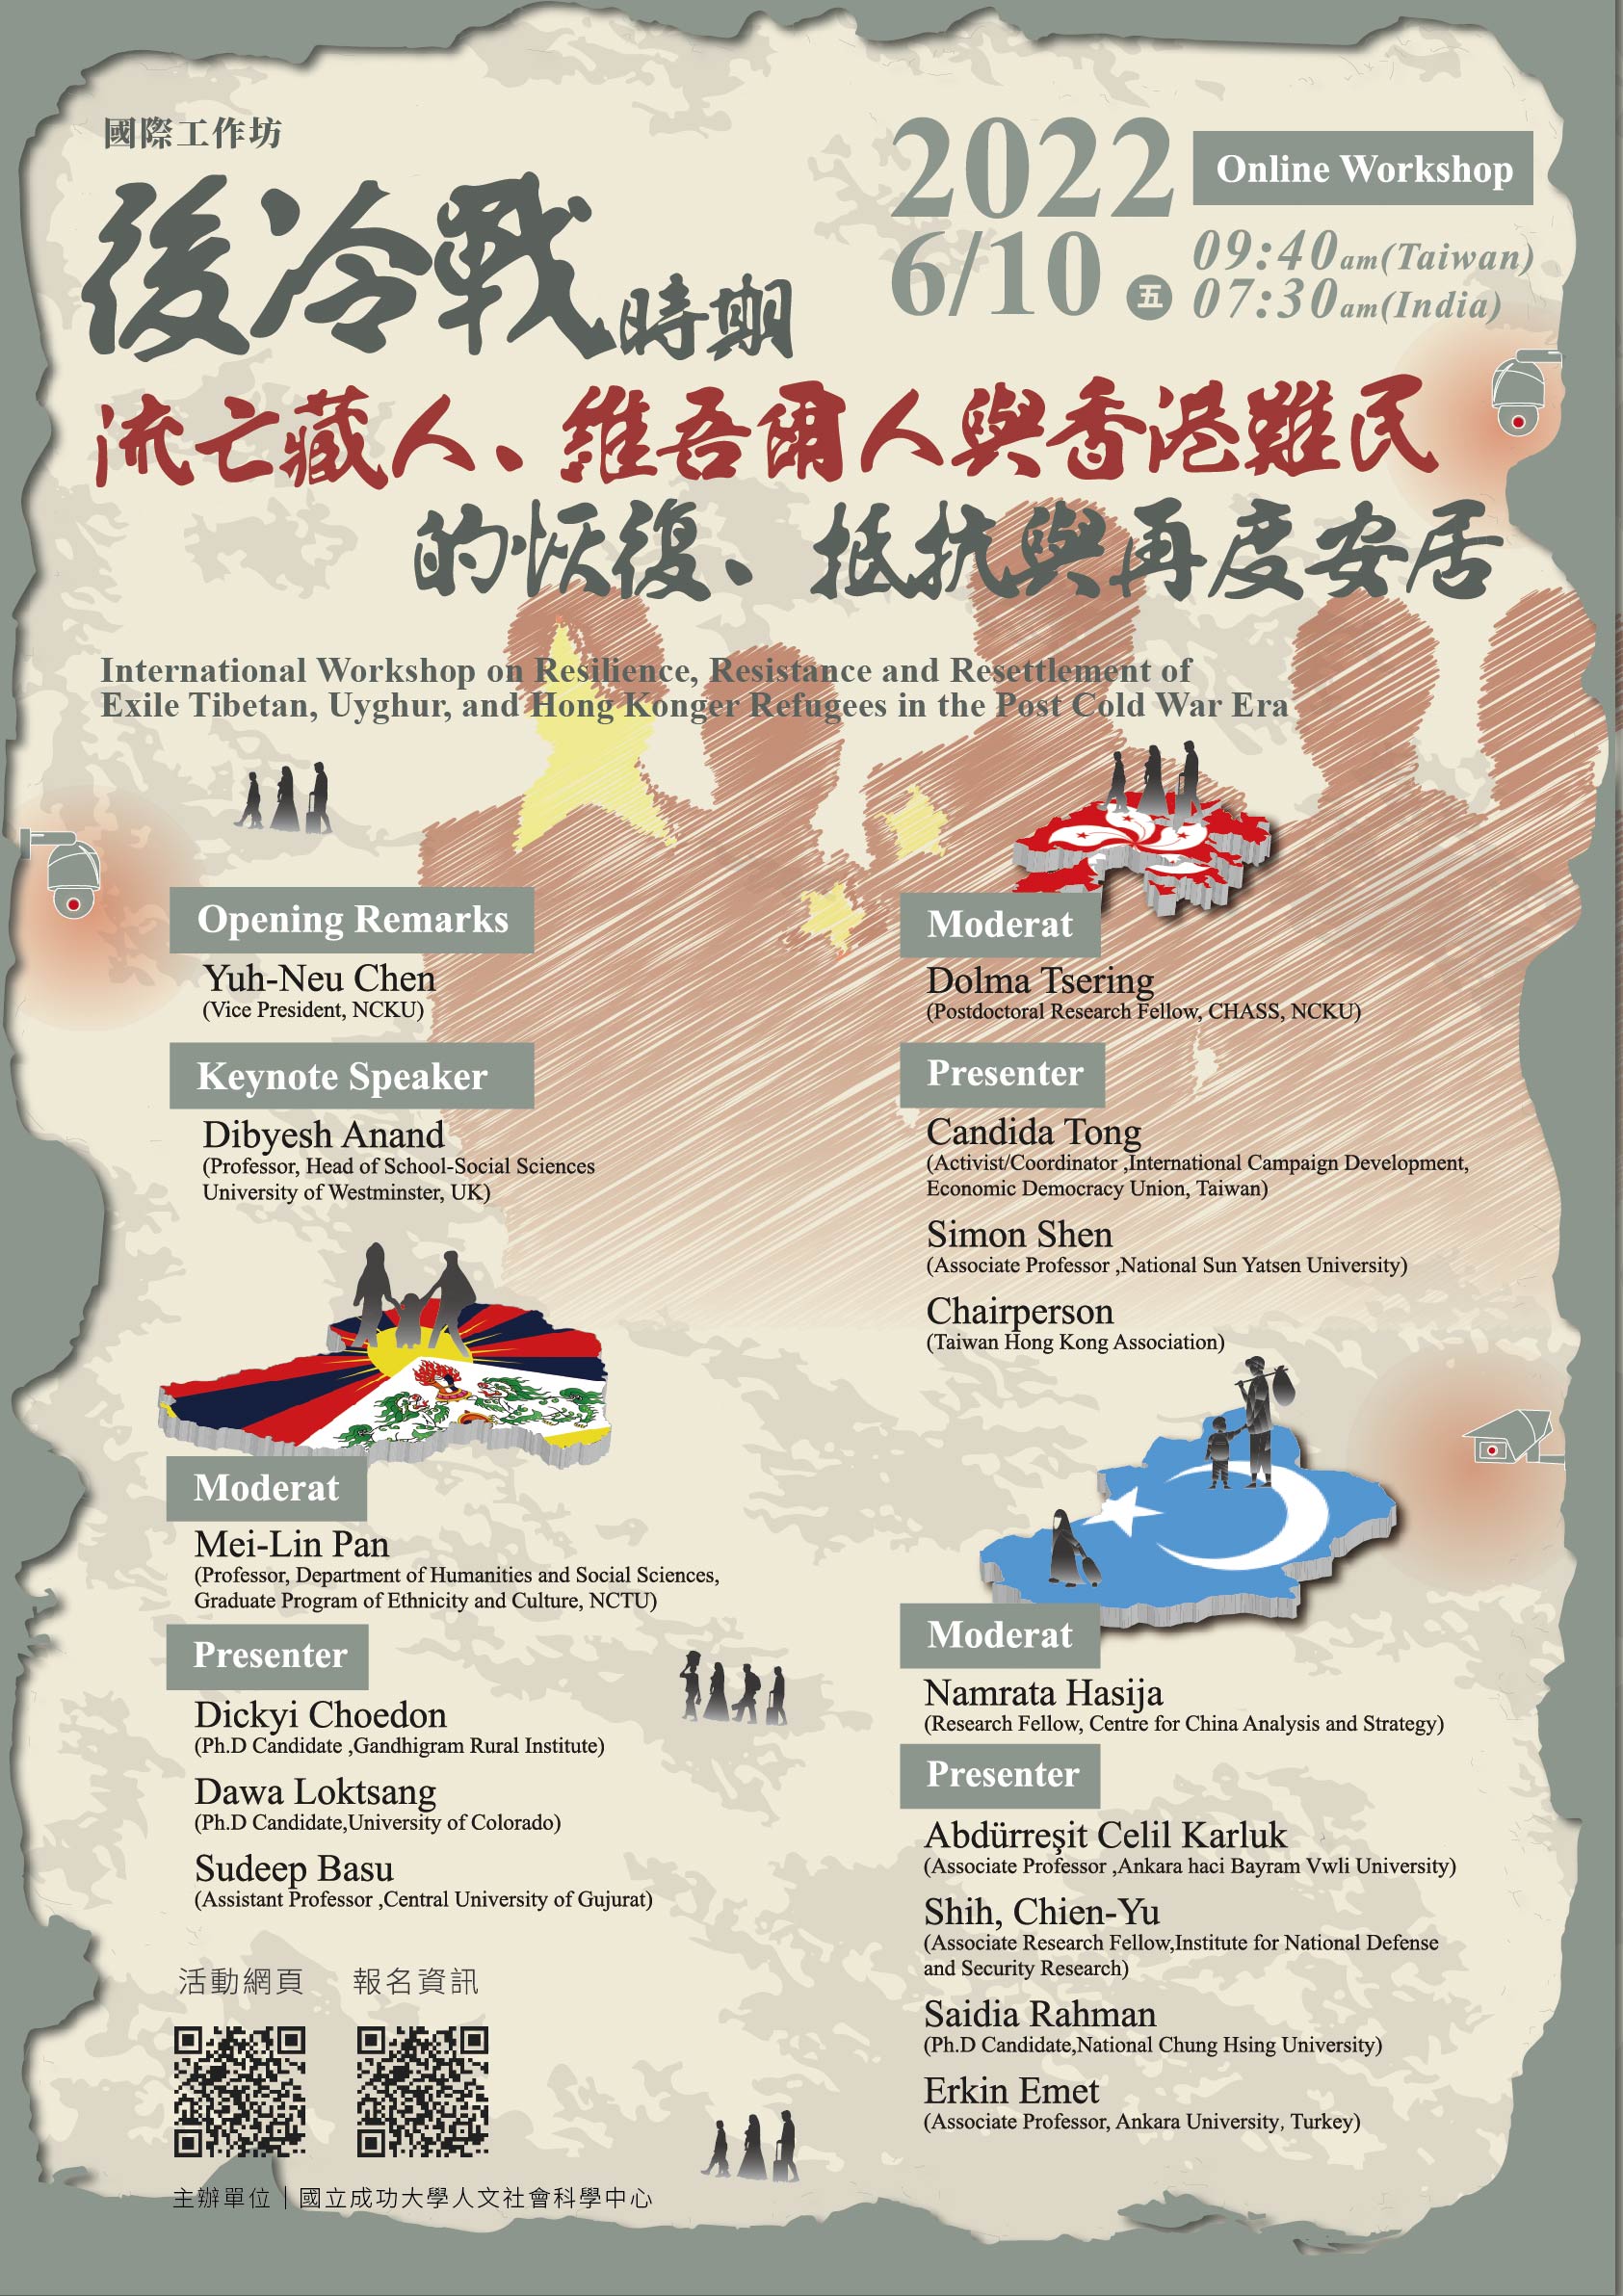 國際工作坊
後冷戰時期
流亡藏人、維吾爾人與香港難民
的恢復、抵抗與再度安居
2022
6/10 五
Online Workshop
09:40am(Taiwan)
07:30am(India)
International Workshop on Resilience, Resistance and Resettlement of
Exile Tibetan, Uyghur, and Hong Konger Refugees in the Post Cold War Era
Opening Remarks
Yuh-Neu Chen
(Vice President, NCKU)
Keynote Speaker
Dibyesh Anand
(Professor, Head of School-Social Sciences
University of Westminster, UK)
Moderat
Mei-Lin Pan
(Professor, Department of Humanities and Social Sciences,
Graduate Program of Ethnicity and Culture, NCTU)
Presenter
Dickyi Choedon
(Ph.D Candidate ,Gandhigram Rural Institute)
Dawa Loktsang
(Ph.D Candidate,University of Colorado)
Sudeep Basu
(Assistant Professor ,Central University of Gujurat)
Moderat
Dolma Tsering
(Postdoctoral Research Fellow, CHASS, NCKU)
Presenter
Candida Tong
(Activist/Coordinator ,International Campaign Development,
Economic Democracy Union, Taiwan)
Simon Shen
(Associate Professor ,National Sun Yatsen University)
Chairperson
(Taiwan Hong Kong Association)
Moderat
Namrata Hasija
(Research Fellow, Centre for China Analysis and Strategy)
Presenter
Abdürreşit Celil Karluk
(Associate Professor ,Ankara haci Bayram Vwli University)
Shih, Chien-Yu
(Associate Research Fellow,Institute for National Defense
and Security Research)
Saidia Rahman
(Ph.D Candidate,National Chung Hsing University)
Erkin Emet
(Associate Professor, Ankara University, Turkey)
活動網頁 報名資訊
主辦單位｜國立成功大學人文社會科學中心